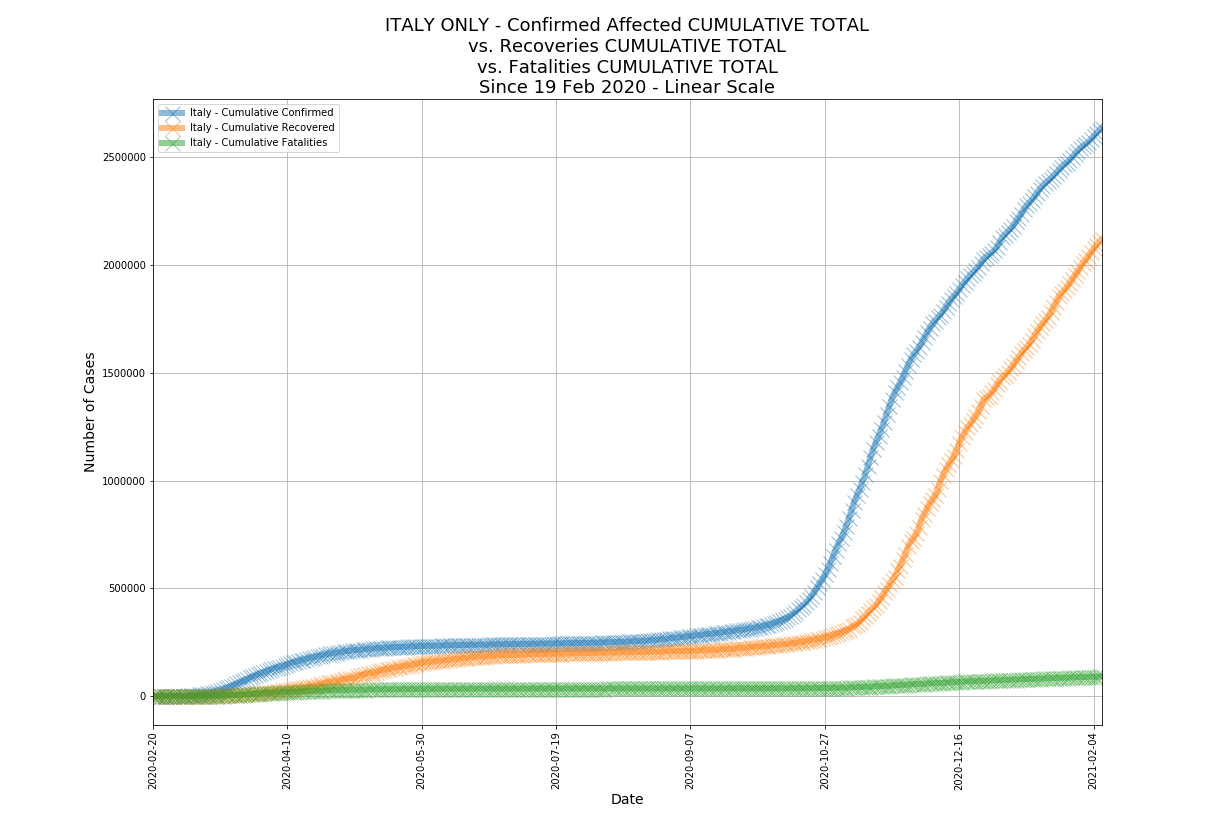 ITALY ONLY - Confirmed Affected CUMULATIVE TOTAL
vs. Recoveries CUMULATIVE TOTAL
vs. Fatalities CUMULATIVE TOTAL
Since 19 Feb 2020 - Linear Scale
Italy - Cumulative Confirmed
Italy - Cumulative Recovered
Italy - Cumulative Fatalities
Number of Cases
2500000
2000000
1500000
1000000
500000
0
2020-02-20
2020-04-10
2020-05-30
2020-07-19
2020-09-07
2020-10-27
2020-12-16
2021-02-04
Date